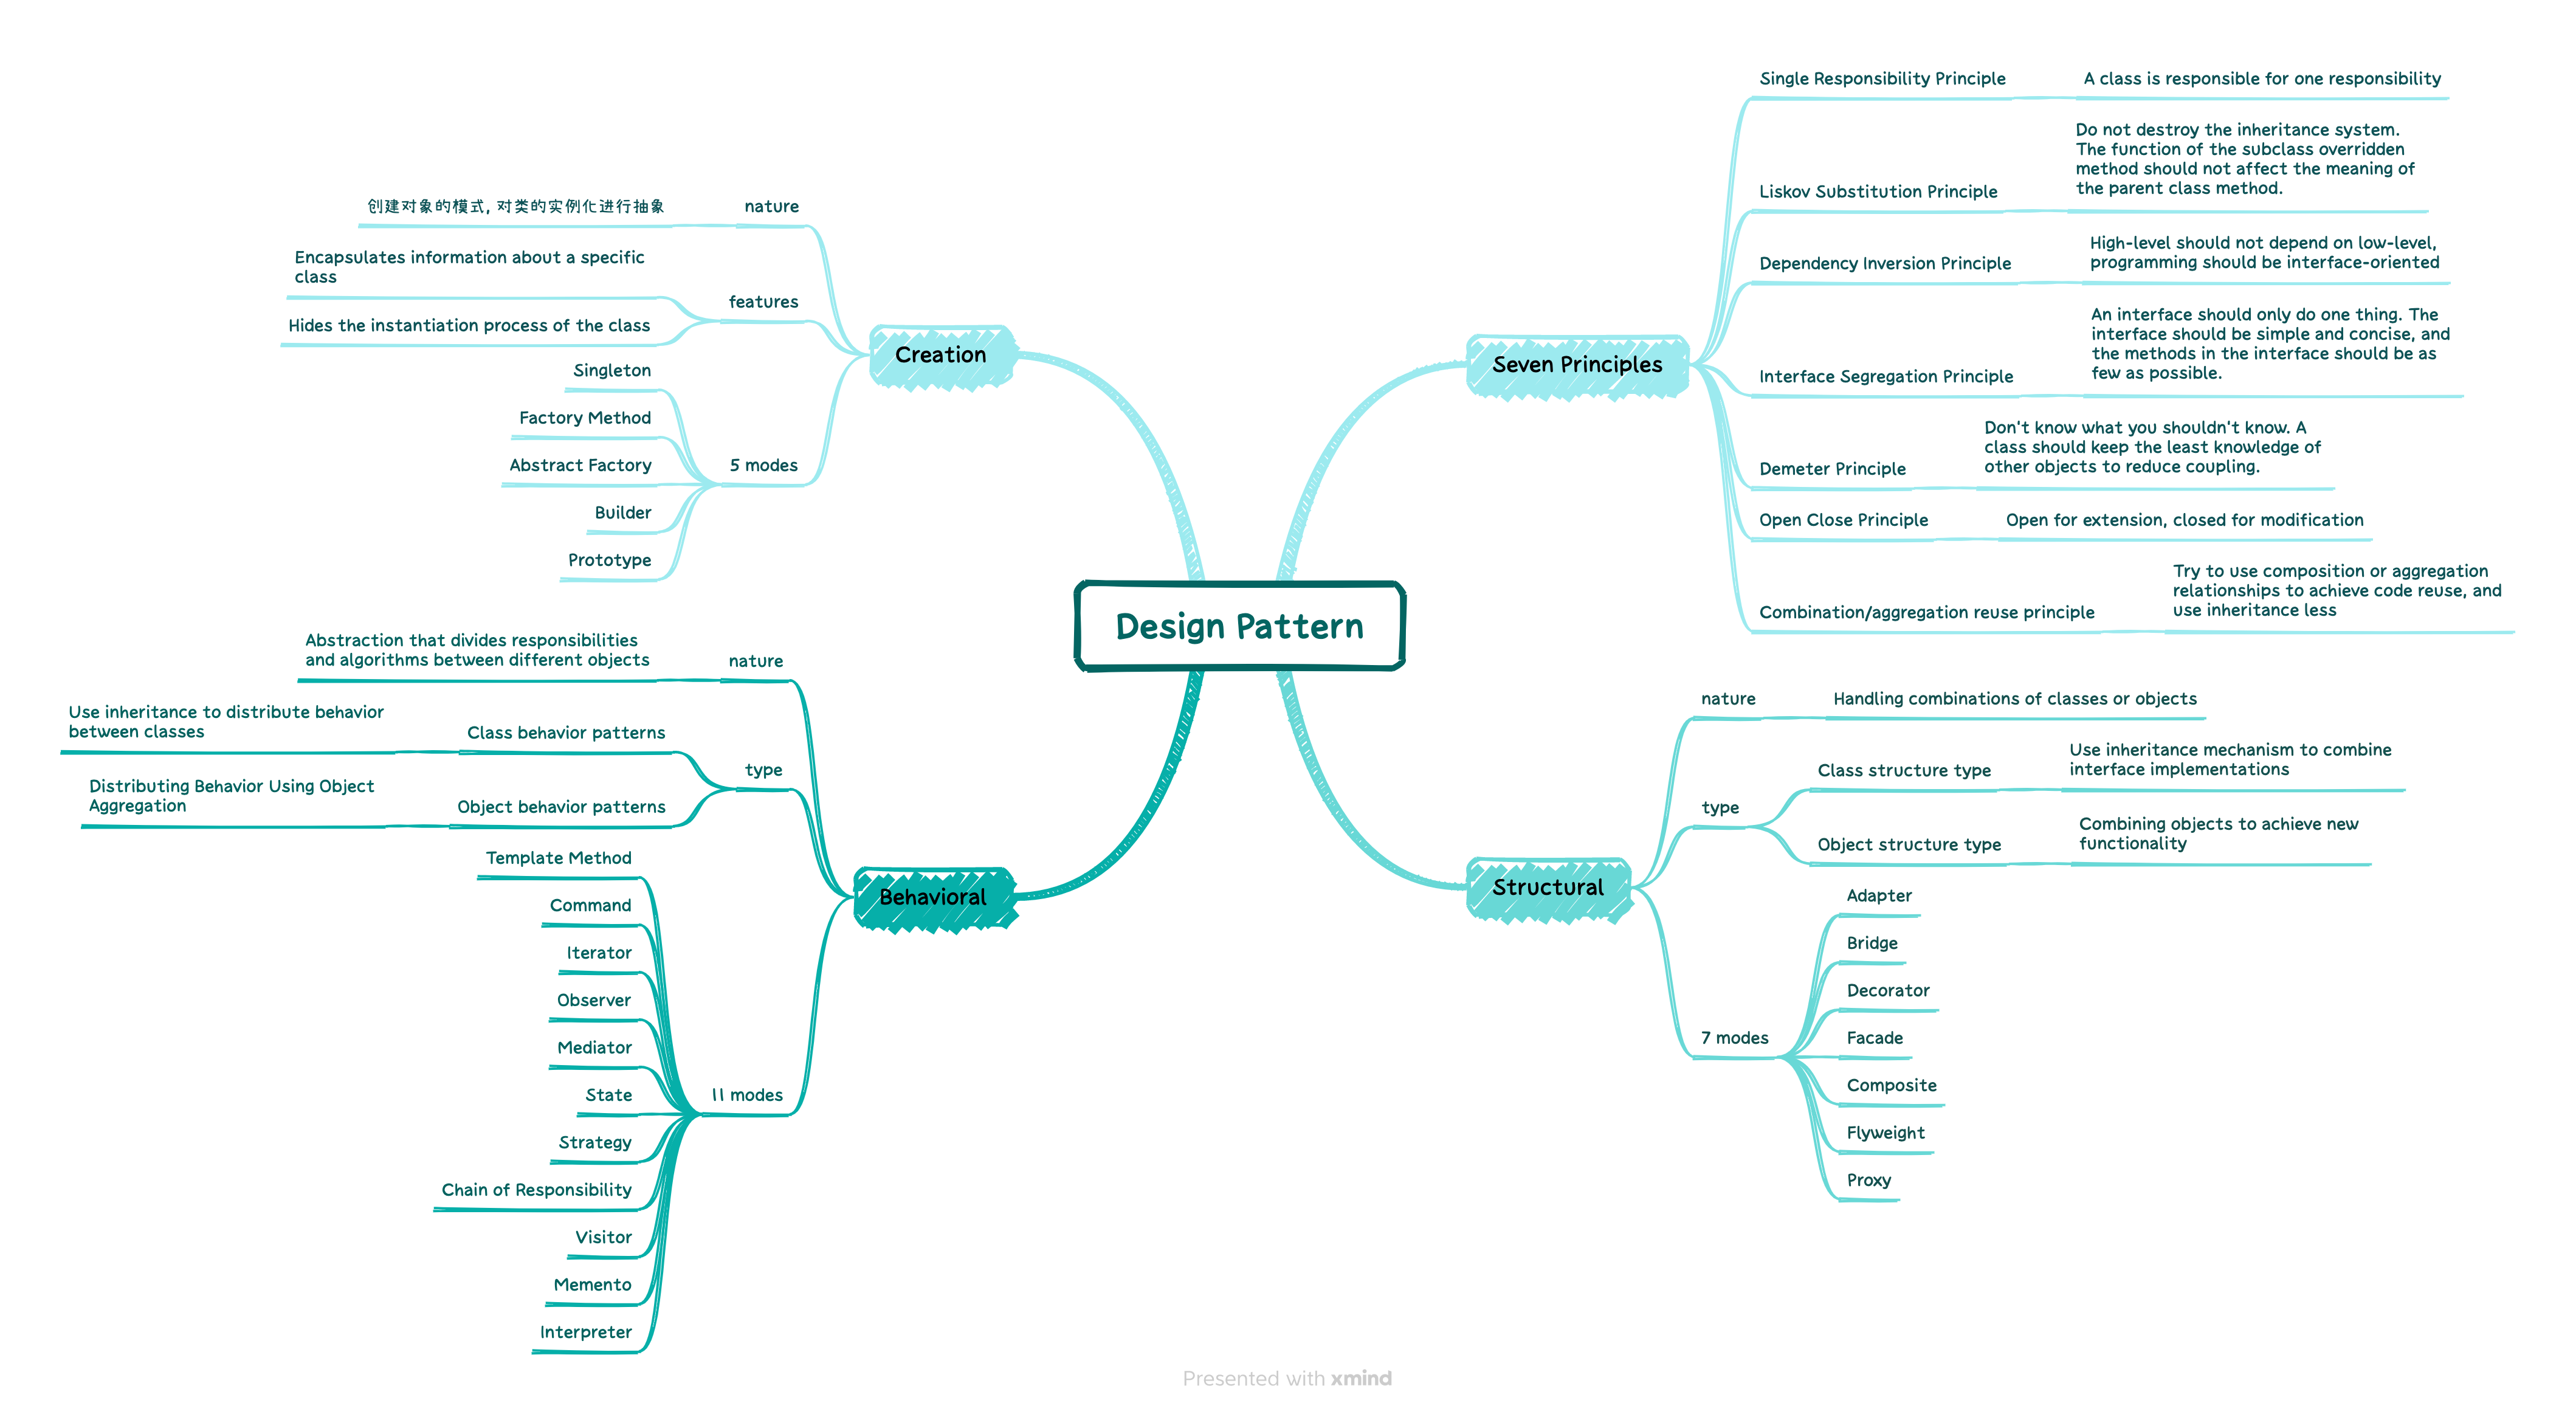 Design Pattern
Creation
nature
创建对象的模式, 对类的实例化进行抽象
features
Encapsulates information about a specific
class
Hides the instantiation process of the class
5 modes
Singleton
Factory Method
Abstract Factory
Builder
Prototype
Seven Principles
Single Responsibility Principle
A class is responsible for one responsibility
Liskov Substitution Principle
Do not destroy the inheritance system.
The function of the subclass overridden
method should not affect the meaning of
the parent class method.
Dependency Inversion Principle
High-level should not depend on low-level,
programming should be interface-oriented
Interface Segregation Principle
An interface should only do one thing. The
interface should be simple and concise, and
the methods in the interface should be as
few as possible.
Demeter Principle
Don't know what you shouldn't know. A
class should keep the least knowledge of
other objects to reduce coupling.
Open Close Principle
Open for extension, closed for modification
Combination/aggregation reuse principle
Try to use composition or aggregation
relationships to achieve code reuse, and
use inheritance less
Behavioral
nature
Abstraction that divides responsibilities
and algorithms between different objects
type
Class behavior patterns
Use inheritance to distribute behavior
between classes
Object behavior patterns
Distributing Behavior Using Object
Aggregation
11 modes
Template Method
Command
Iterator
Observer
Mediator
State
Strategy
Chain of Responsibility
Visitor
Memento
Interpreter
Structural
nature
Handling combinations of classes or objects
type
Class structure type
Use inheritance mechanism to combine
interface implementations
Object structure type
Combining objects to achieve new
functionality
7 modes
Adapter
Bridge
Decorator
Facade
Composite
Flyweight
Proxy
Presented with xmind